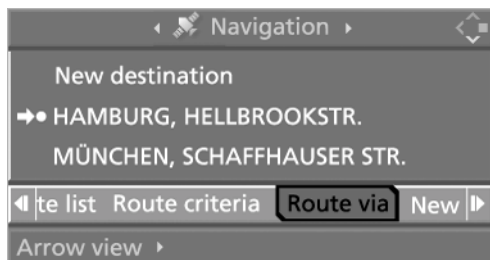 Navigation
New destination
HAMBURG, HELLBROOKSTR.
MÜNCHEN, SCHAFFHAUSER STR.
te list Route criteria Route via New
Arrow view